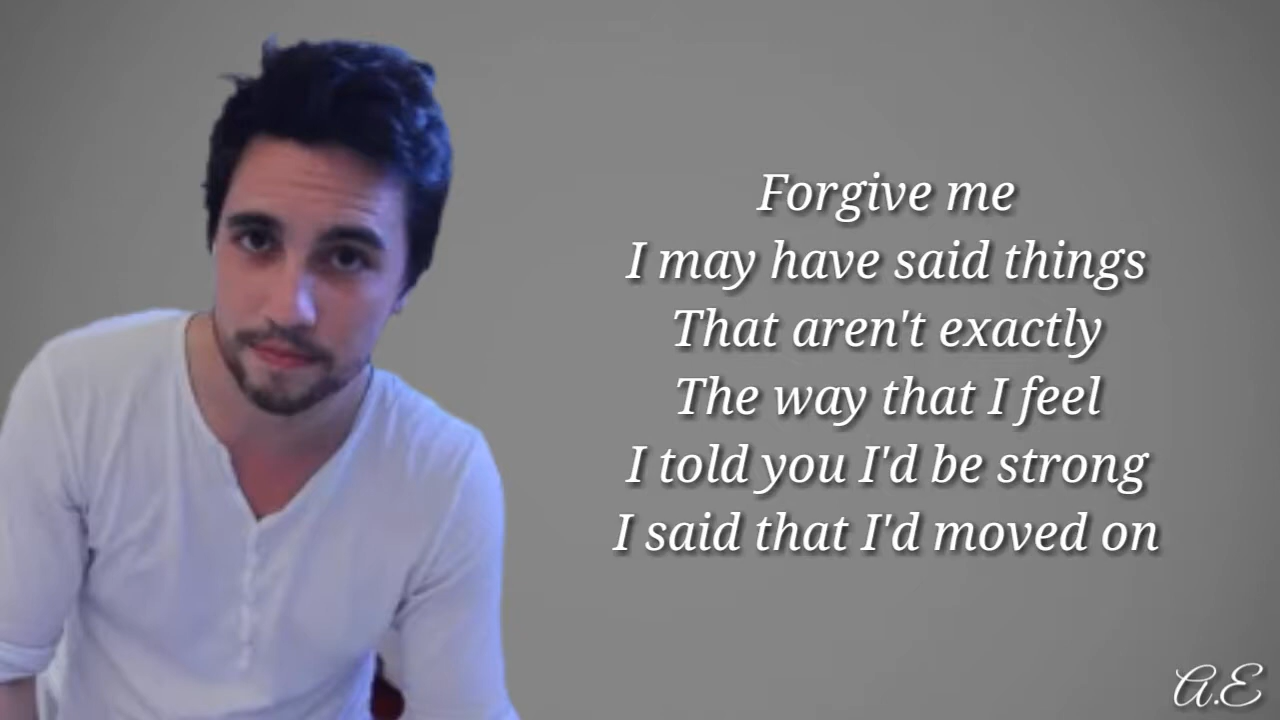 Forgive me
I may have said things
That aren't exactly
The way that I feel
I told you I'd be strong
I said that I'd moved on
A.E